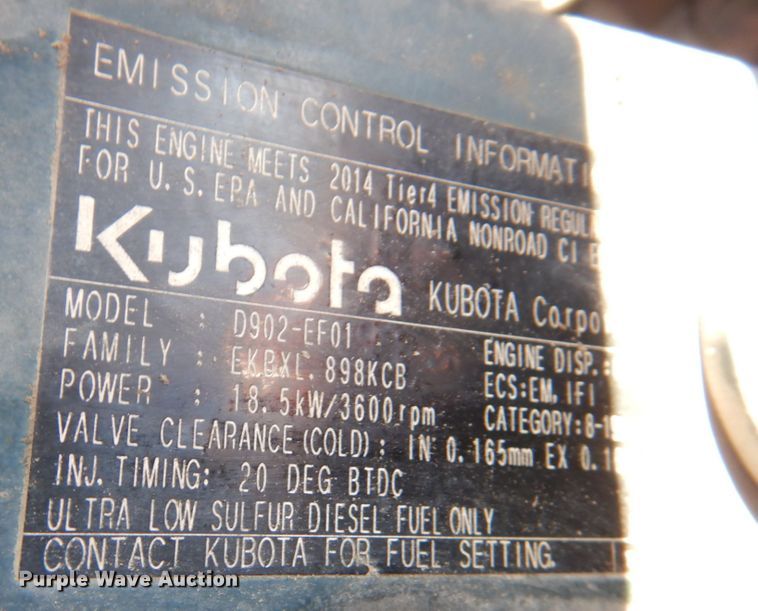 EMISSION CONTROL
THIS ENGINE MEETS 2014 Tier4 EMISSION
FOR U.S. EPA AND CALIFORNIA NONROAD CI
Kubota KUBOTA
MODEL : D902-EF01
ENGINE DISP.:
FAMILY : EKBXL.898KCB
ECS:EM, IFI
POWER : 18.5kW/3600rpm
CATEGORY:
VALVE CLEARANCE(COLD): IN 0.165mm EX
INJ. TIMING: 20 DEG BTDC
ULTRA LOW SULFUR DIESEL FUEL ONLY
CONTACT KUBOTA FOR FUEL SETTING.
Purple Wave Auction